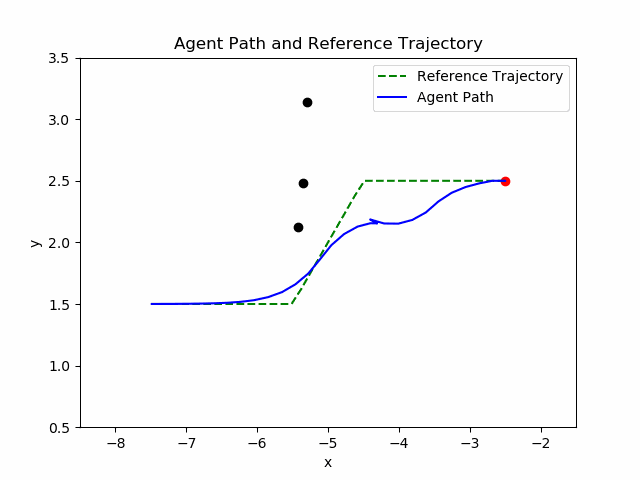 Agent Path and Reference Trajectory
Reference Trajectory
Agent Path
3.5
3.0
2.5
2.0
1.5
1.0
0.5
y
−8 −7 −6 −5 −4 −3 −2
x